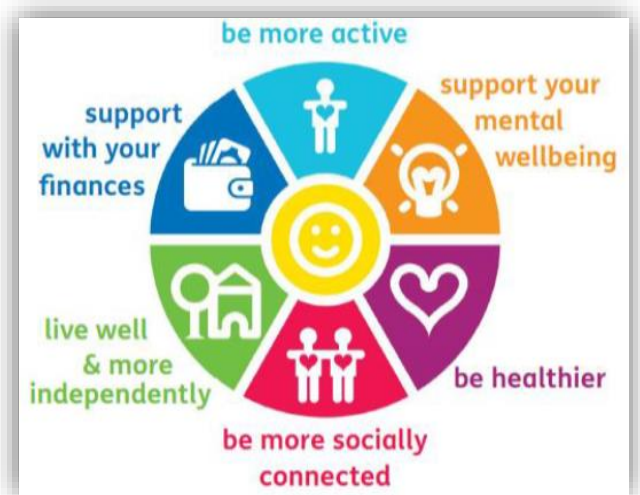 be more active
support your
mental
wellbeing
be healthier
be more socially
connected
live well
& more
independently
support
with your
finances